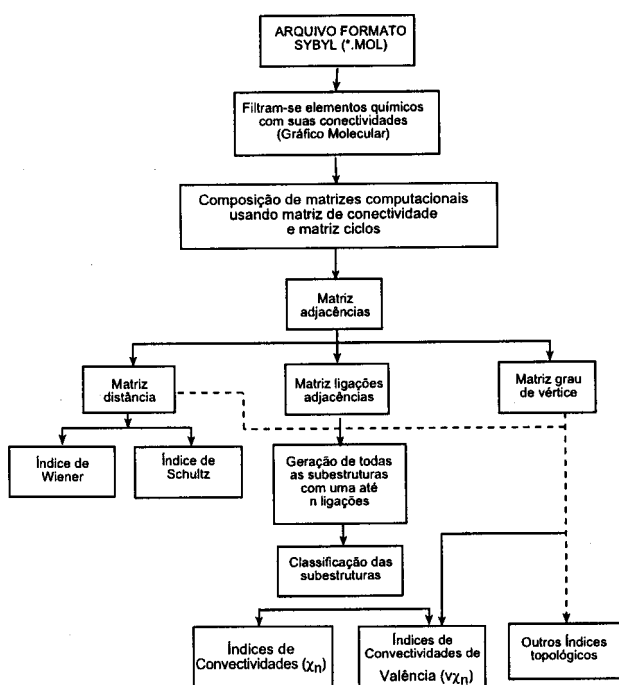 ARQUIVO FORMATO
SYBYL (*.MOL)
Filtram-se elementos químicos
com suas conectividades
(Gráfico Molecular)
Composição de matrizes computacionais
usando matriz de conectividade
e matriz ciclos
Matriz
adjacências
Matriz
distância
Matriz ligações
adjacências
Matriz grau
de vértice
Índice de
Wiener
Índice de
Schultz
Geração de todas
as subestruturas
com uma até
n ligações
Classificação das
subestruturas
Índices de
Convectividades (χn)
Índices de
Convectividades de
Valência (vχn)
Outros Índices
topológicos